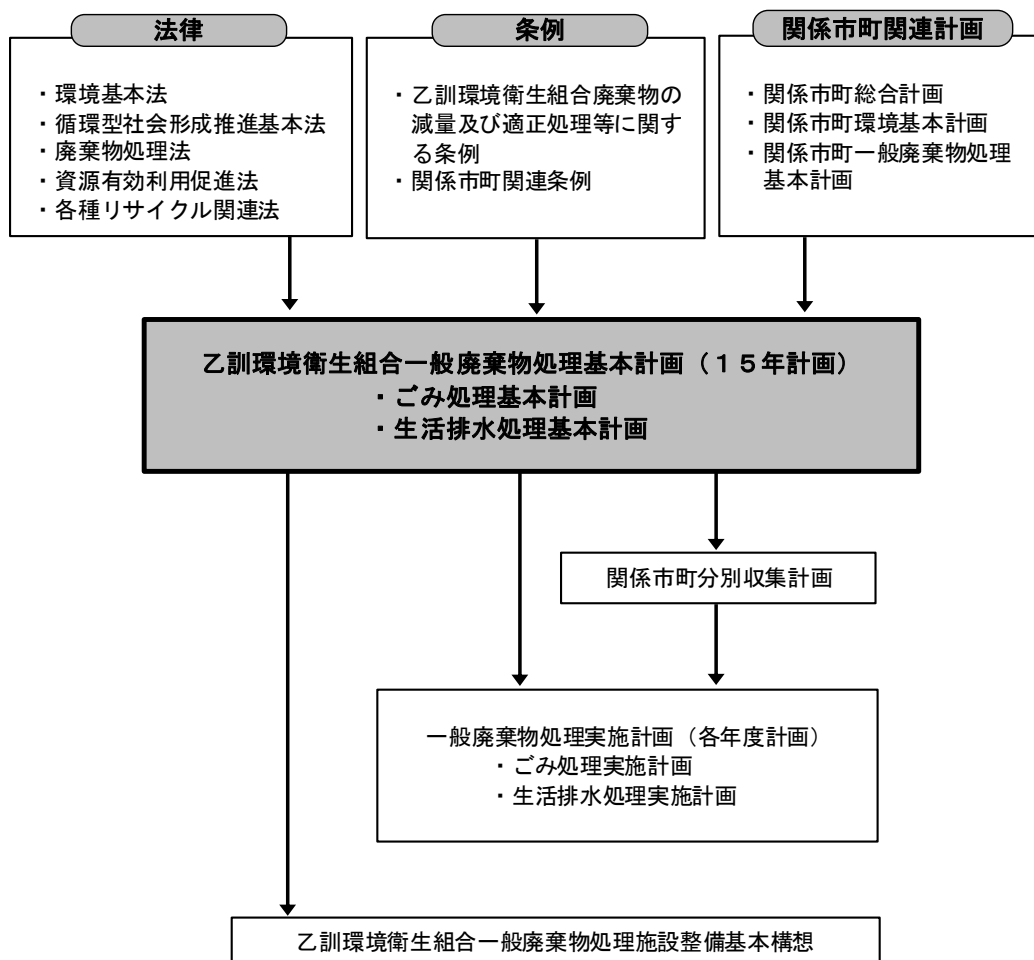 法律
・環境基本法
・循環型社会形成推進基本法
・廃棄物処理法
・資源有効利用促進法
・各種リサイクル関連法
条例
・乙訓環境衛生組合廃棄物の
減量及び適正処理等に関す
る条例
・関係市町関連条例
関係市町関連計画
・関係市町総合計画
・関係市町環境基本計画
・関係市町一般廃棄物処理
基本計画
乙訓環境衛生組合一般廃棄物処理基本計画（１５年計画）
・ごみ処理基本計画
・生活排水処理基本計画
関係市町分別収集計画
一般廃棄物処理実施計画（各年度計画）
・ごみ処理実施計画
・生活排水処理実施計画
乙訓環境衛生組合一般廃棄物処理施設整備基本構想